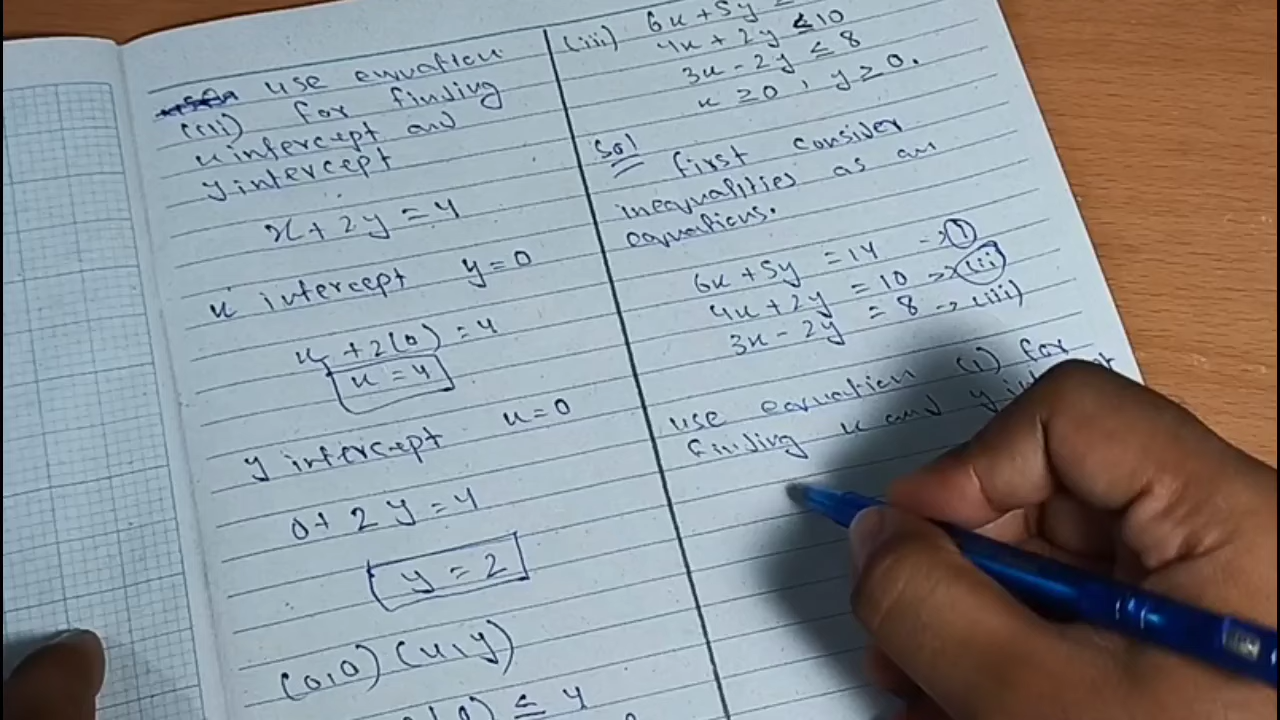 use equation
(iii) for finding
x intercept and
y intercept
x + 2y = 4
x intercept y = 0
x + 2(0) = 4
x = 4
y intercept x = 0
0 + 2y = 4
y = 2
(0,0) (x,y)
≤ 4
(iii) 6x + 5y
4x + 2y ≤ 10
3x - 2y ≤ 8
x ≥ 0, y ≥ 0.
Sol
first consider
inequalities as an
equations.
6x + 5y = 14 → (i)
4x + 2y = 10 → (ii)
3x - 2y = 8 → (iii)
use equation (i) for
finding x and y